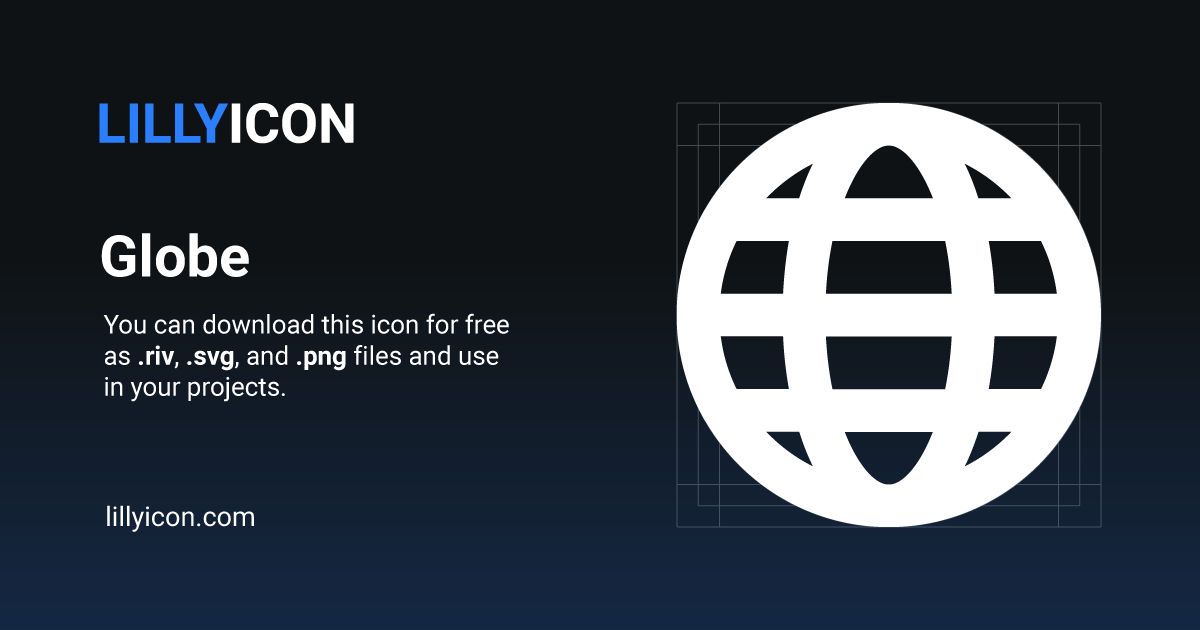 LILLYICON
Globe
You can download this icon for free
as .riv, .svg, and .png files and use
in your projects.
lillyicon.com